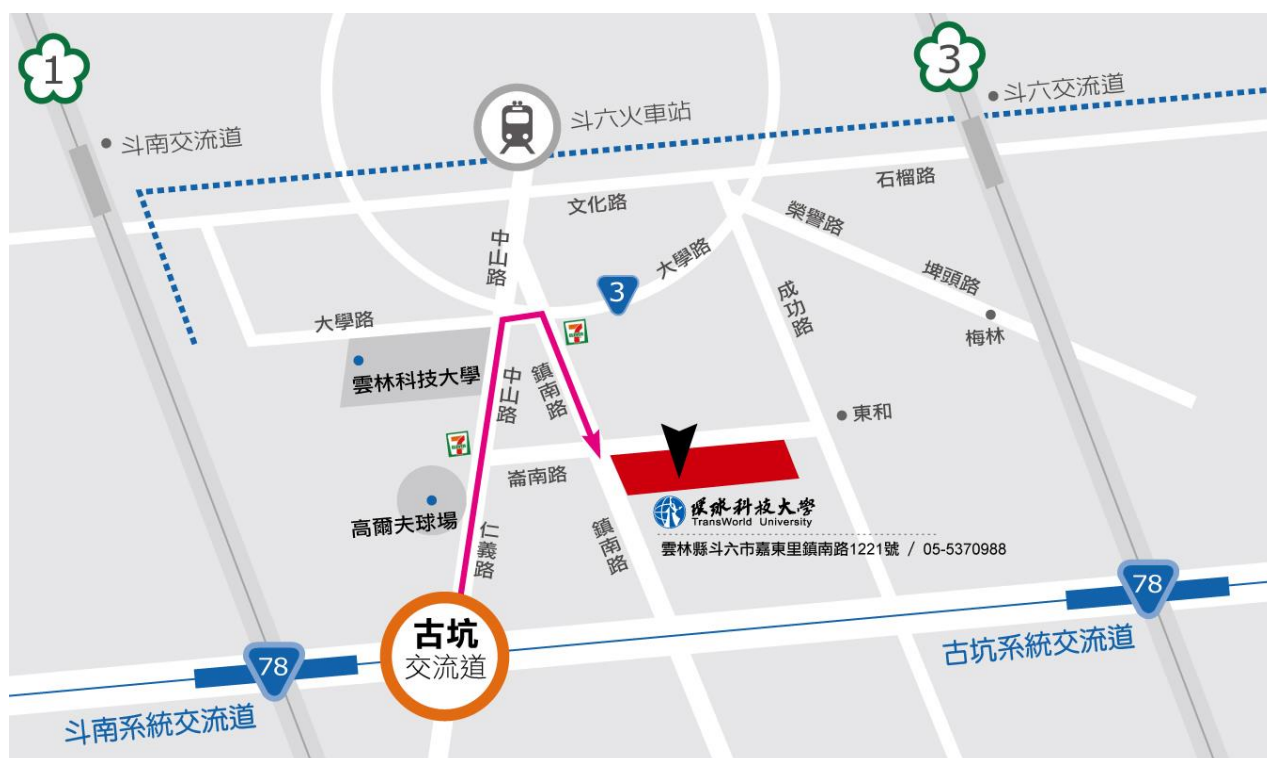 1
3
斗六交流道
斗南交流道
斗六火車站
石榴路
文化路
榮譽路
中山路
大學路
埤頭路
3
成功路
大學路
梅林
雲林科技大學
中山路
鎮南路
東和
崙南路
高爾夫球場
環球科技大學
TransWorld University
仁義路
鎮南路
雲林縣斗六市嘉東里鎮南路1221號 / 05-5370988
78
古坑
交流道
古坑系統交流道
78
斗南系統交流道
7
7